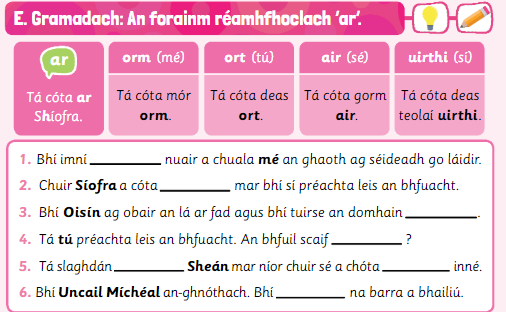 E. Gramadach: An forainm réamhfhoclach ‘ar’.
ar
Tá cóta ar
Shíofra.
orm (mé)
Tá cóta mór
orm.
ort (tú)
Tá cóta deas
ort.
air (sé)
Tá cóta gorm
air.
uirthi (sí)
Tá cóta deas
teolaí uirthi.
1. Bhí imní __________ nuair a chuala mé an ghaoth ag séideadh go láidir.
2. Chuir Síofra a cóta __________ mar bhí sí préachta leis an bhfuacht.
3. Bhí Oisín ag obair an lá ar fad agus bhí tuirse an domhain __________.
4. Tá tú préachta leis an bhfuacht. An bhfuil scaif __________ ?
5. Tá slaghdán __________ Sheán mar níor chuir sé a chóta __________ inné.
6. Bhí Uncail Mícheál an-ghnóthach. Bhí __________ na barra a bhailiú.